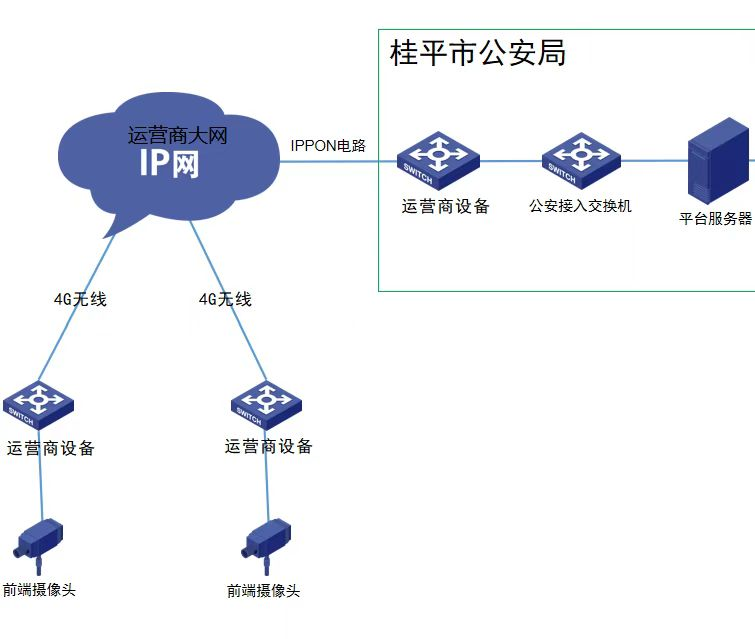 桂平市公安局
运营商大网
IP网
IPPON电路
SWITCH
SWITCH
运营商设备
公安接入交换机
平台服务器
4G无线
4G无线
SWITCH
SWITCH
运营商设备
运营商设备
前端摄像头
前端摄像头